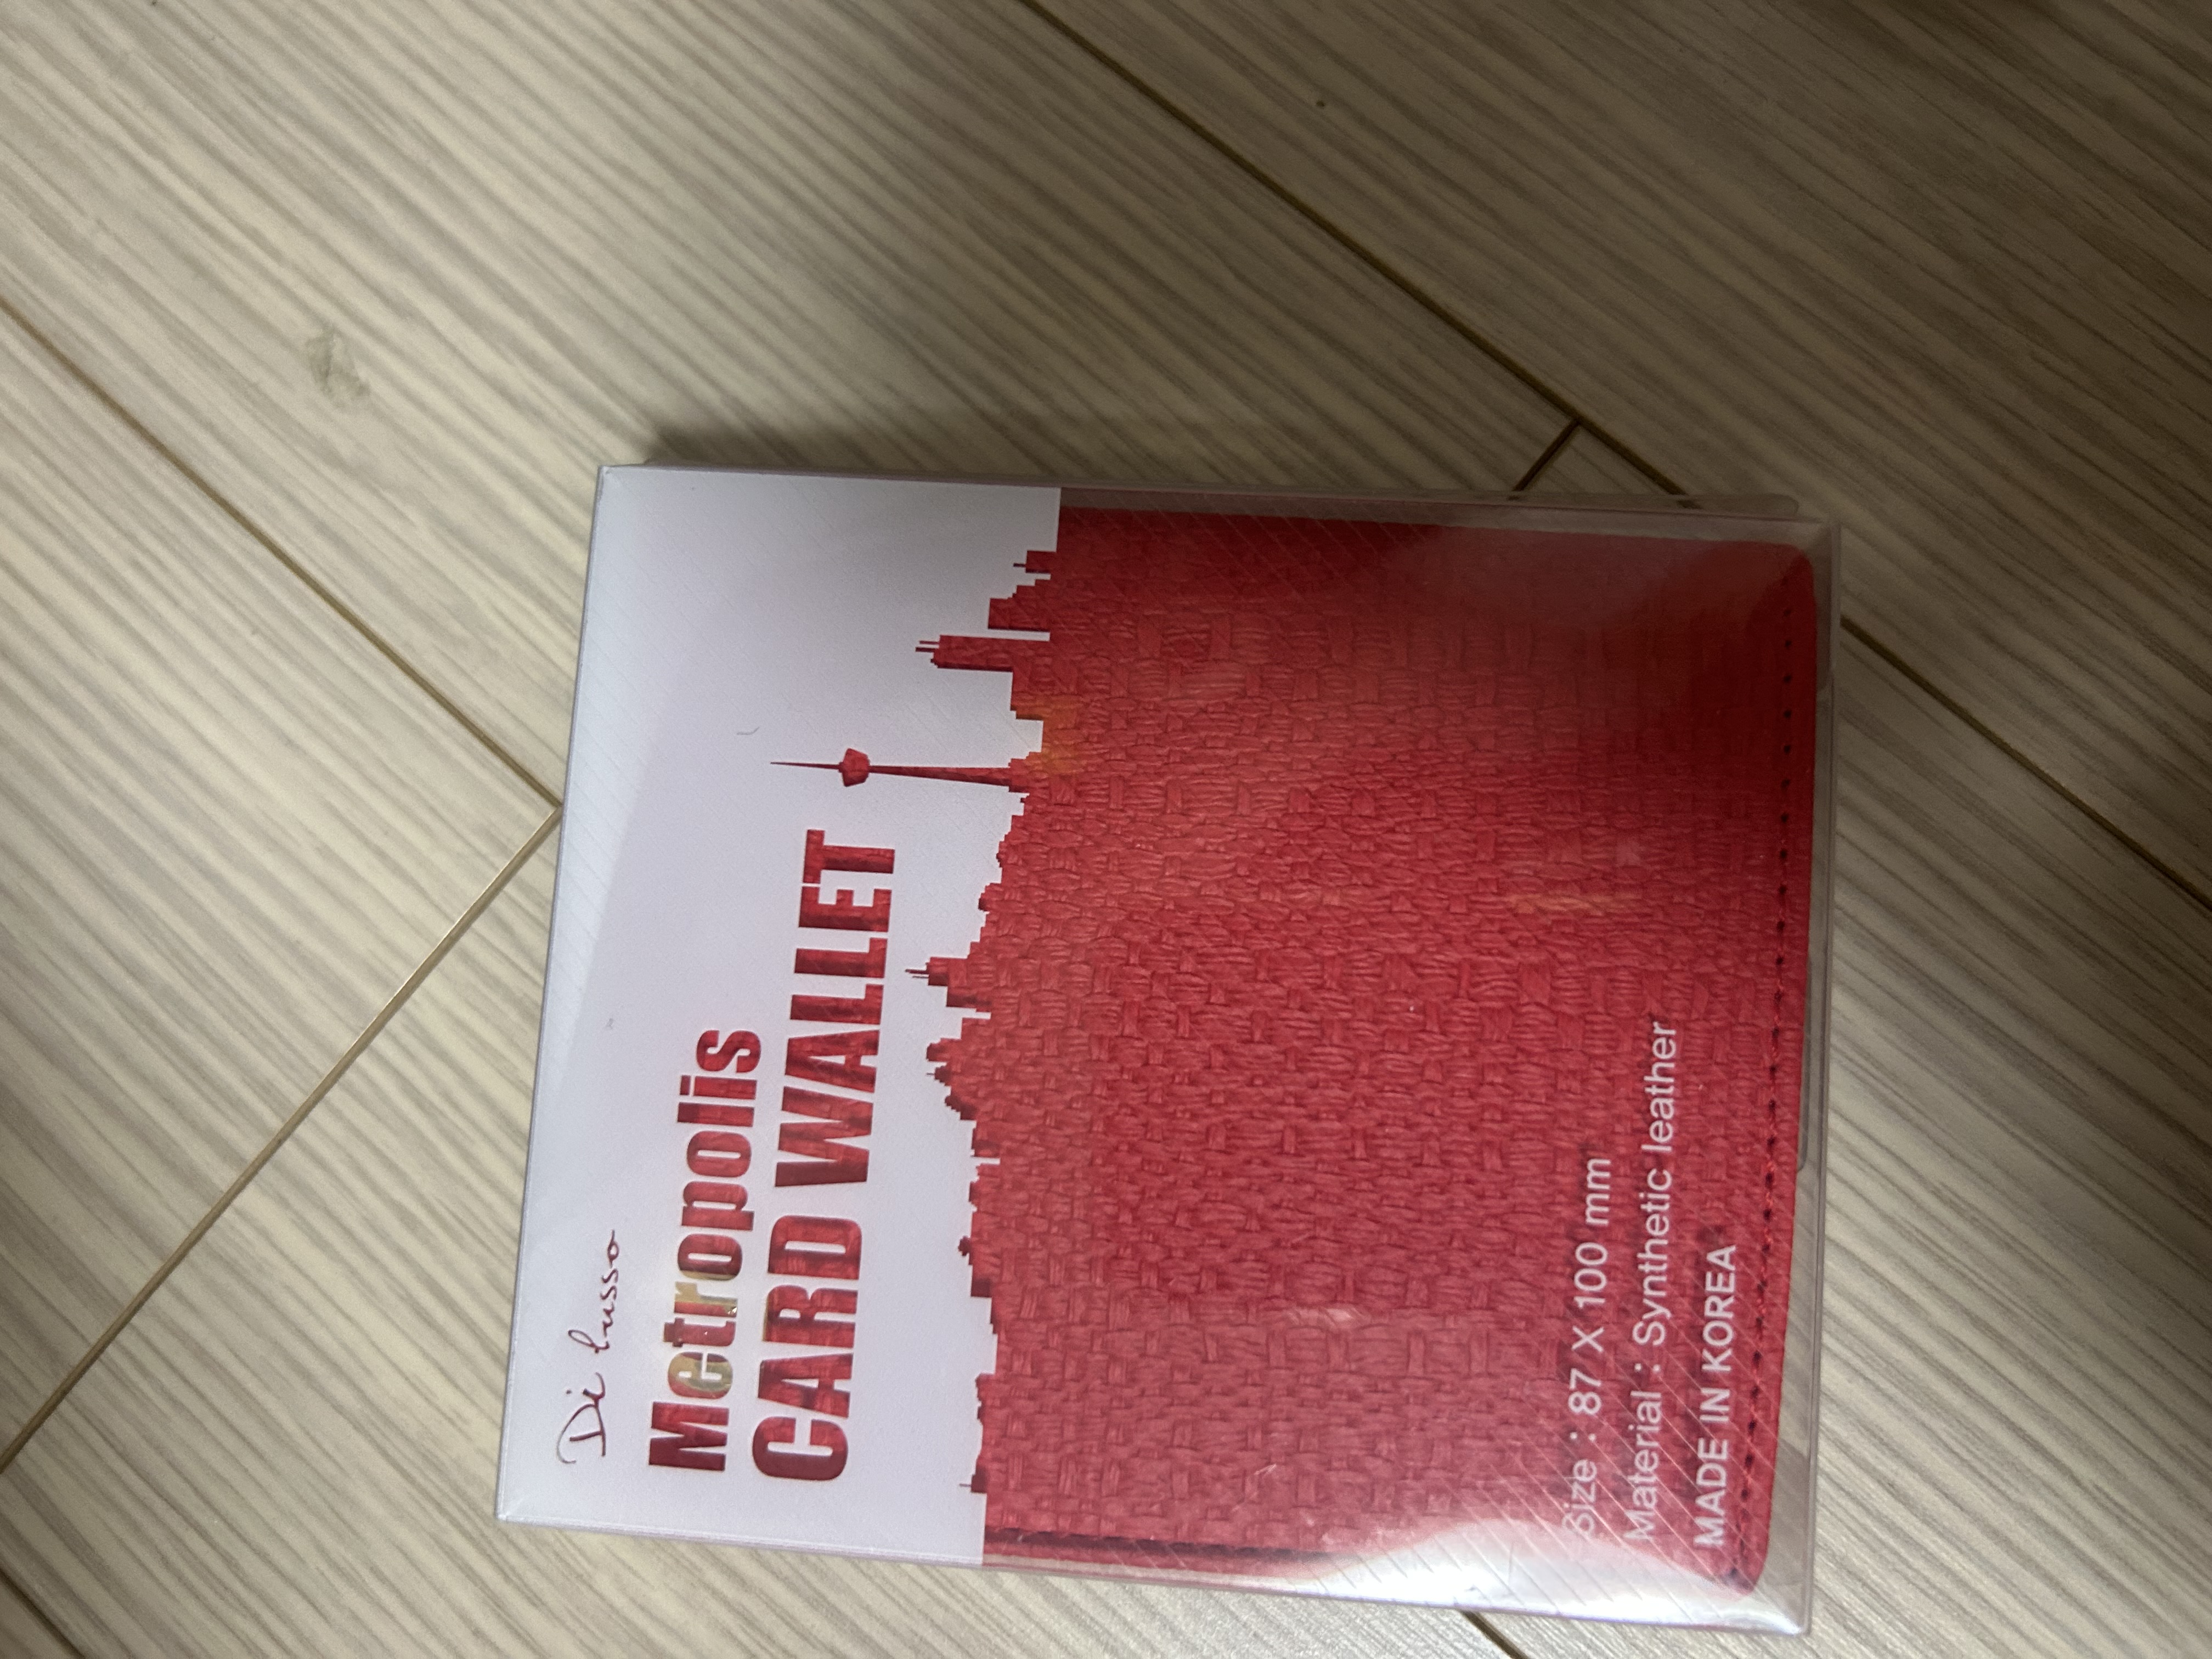 Di lusso
Metropolis
CARD WALLET
Size : 87 X 100 mm
Material : Synthetic leather
MADE IN KOREA